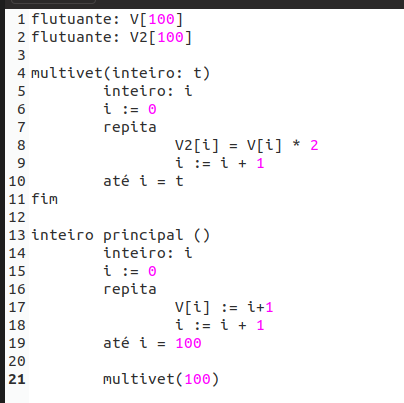 1 flutuante: V[100]
2 flutuante: V2[100]
3
4 multivet(inteiro: t)
5         inteiro: i
6         i := 0
7         repita
8                 V2[i] = V[i] * 2
9                 i := i + 1
10         até i = t
11 fim
12
13 inteiro principal ()
14         inteiro: i
15         i := 0
16         repita
17                 V[i] := i+1
18                 i := i + 1
19         até i = 100
20
21         multivet(100)